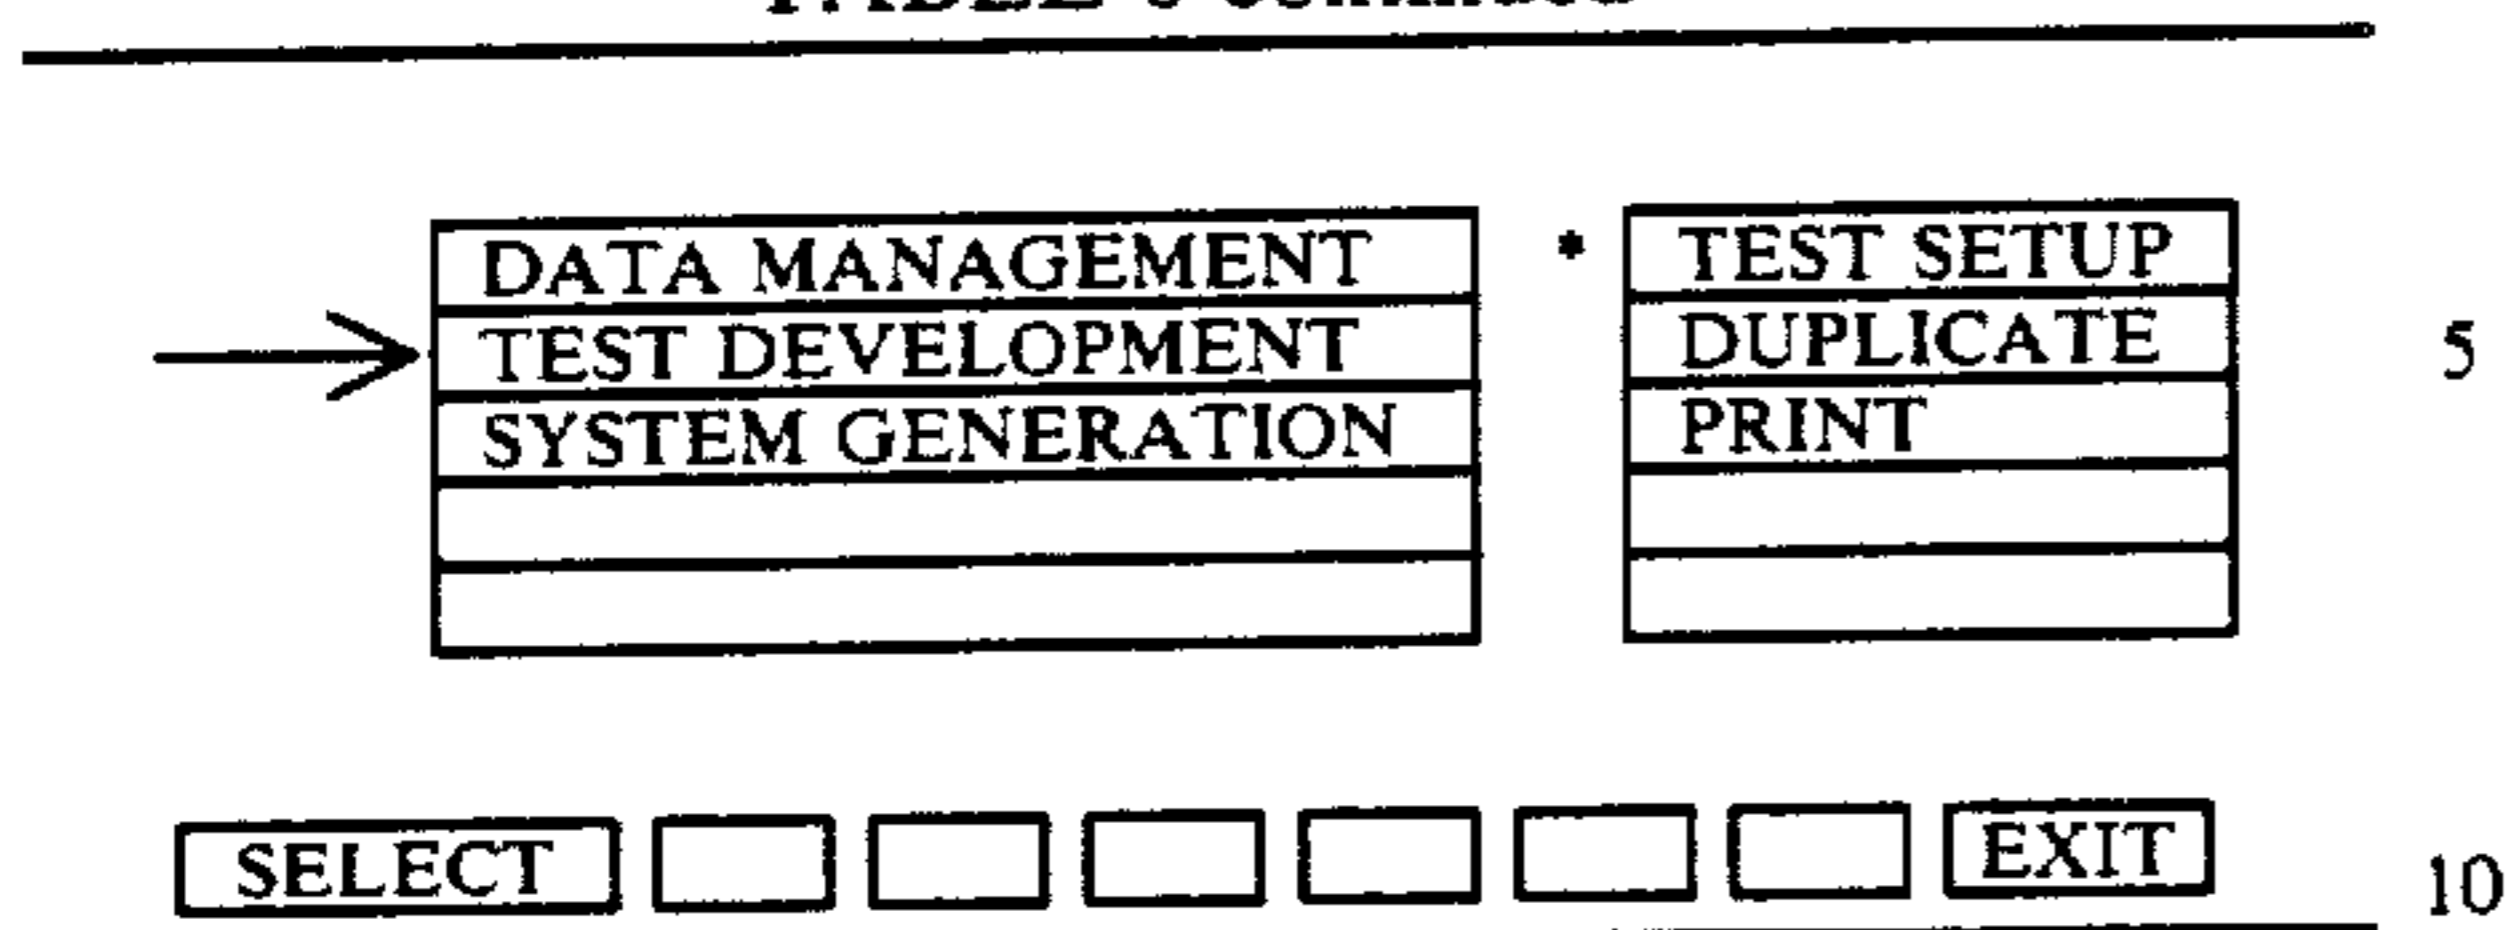 DATA MANAGEMENT * TEST SETUP
TEST DEVELOPMENT DUPLICATE 5
SYSTEM GENERATION PRINT
SELECT EXIT 10